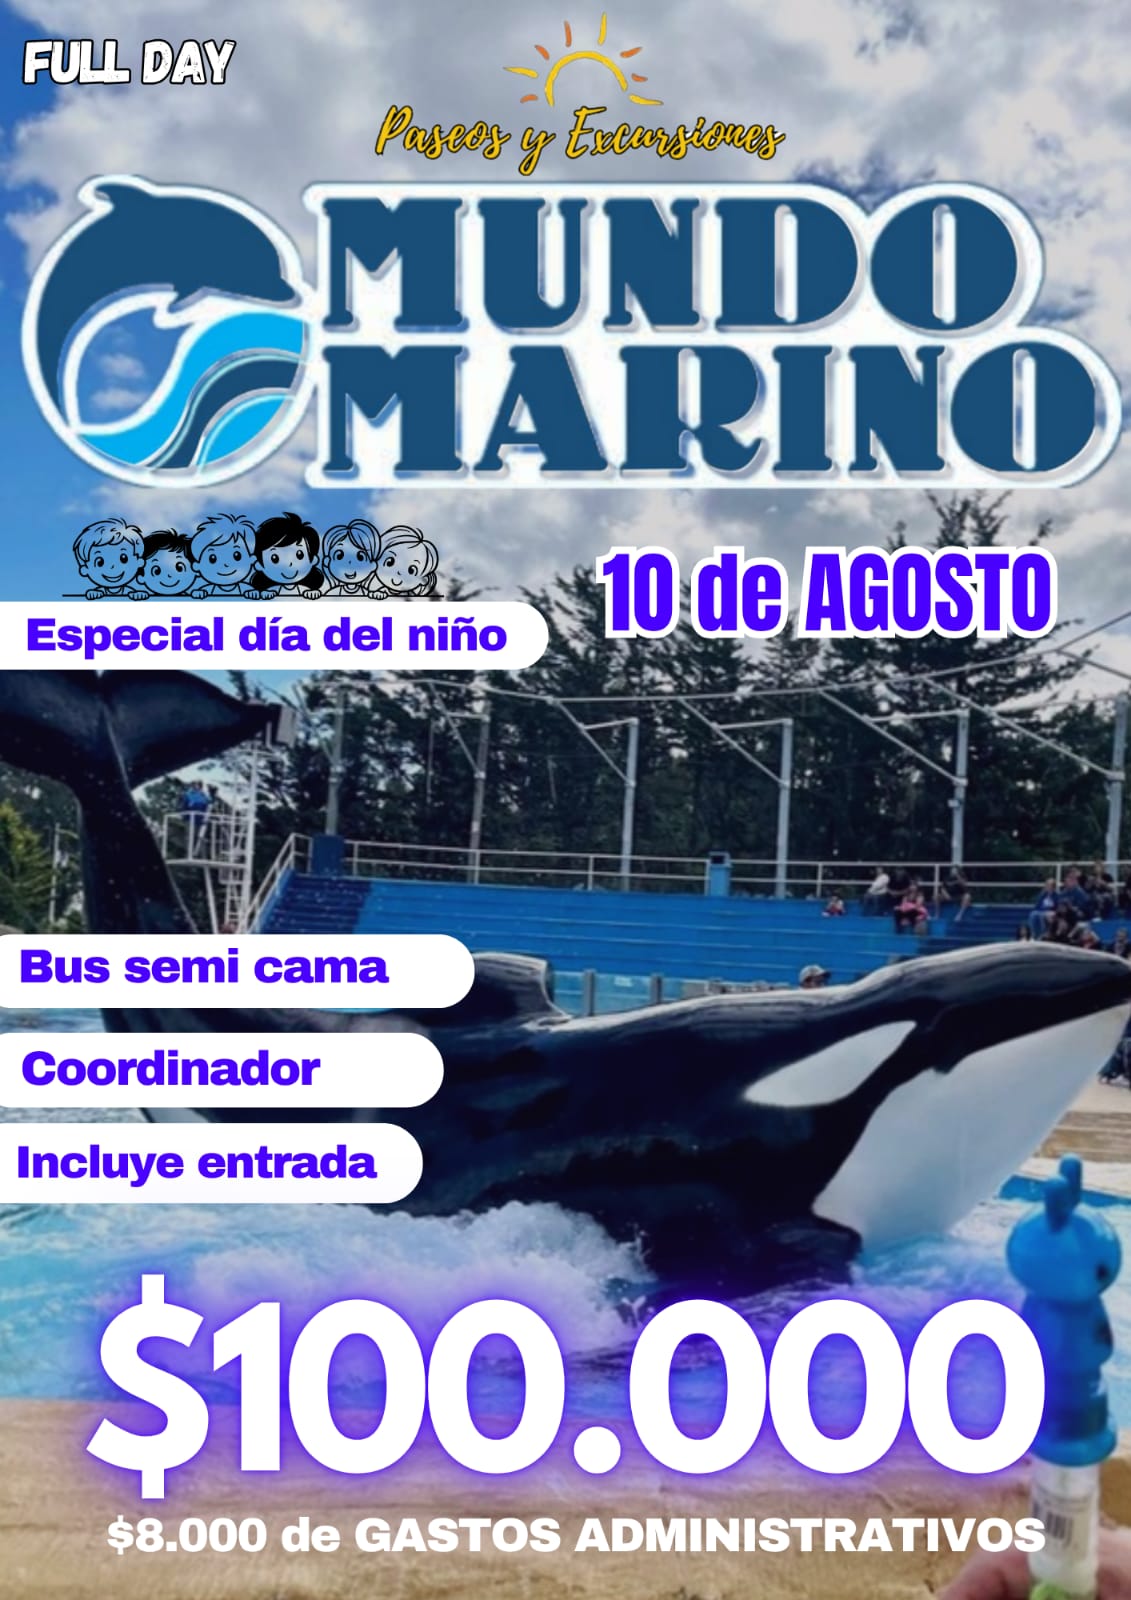 FULL DAY
Paseos y Excursiones
MUNDO
MARINO
10 de AGOSTO
Especial día del niño
Bus semi cama
Coordinador
Incluye entrada
$100.000
$8.000 de GASTOS ADMINISTRATIVOS